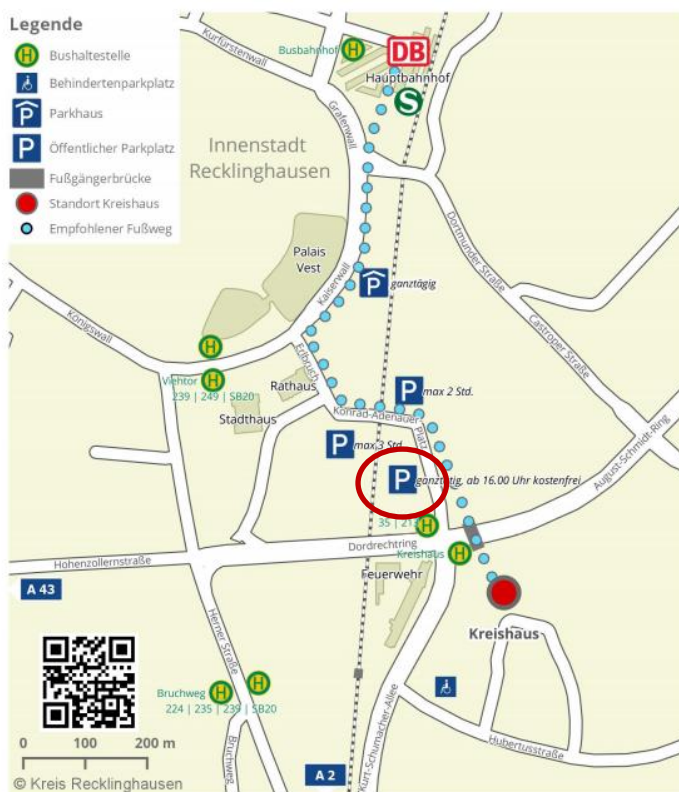 Legende
H Bushaltestelle
Behindertenparkplatz
P Parkhaus
P Öffentlicher Parkplatz
Fußgängerbrücke
Standort Kreishaus
Empfohlener Fußweg
Kurfürstenwall
Busbahnhof H
DB
Hauptbahnhof
S
Grafenwall
Innenstadt
Recklinghausen
Dortmunder Straße
Palais
Vest
Kaiserwall
P ganztägig
Castroper Straße
Königswall
H
Viehtor H
239 | 249 | SB20
Erlbruch
Rathaus
Stadthaus
P max 2 Std.
Konrad-Adenauer
Platz
P
max 3 Std.
P ganztätig, ab 16.00 Uhr kostenfrei
August-Schmidt-Ring
35 | 213 H
Dordrechtring
Kreishaus H
Hohenzollernstraße
Feuerwehr
A 43
Kreishaus
Herner Straße
Bruchweg H
H
224 | 235 | 239 | SB20
Bruchweg
Kurt-Schumacher-Allee
Hubertusstraße
0 100 200 m
A 2
© Kreis Recklinghausen